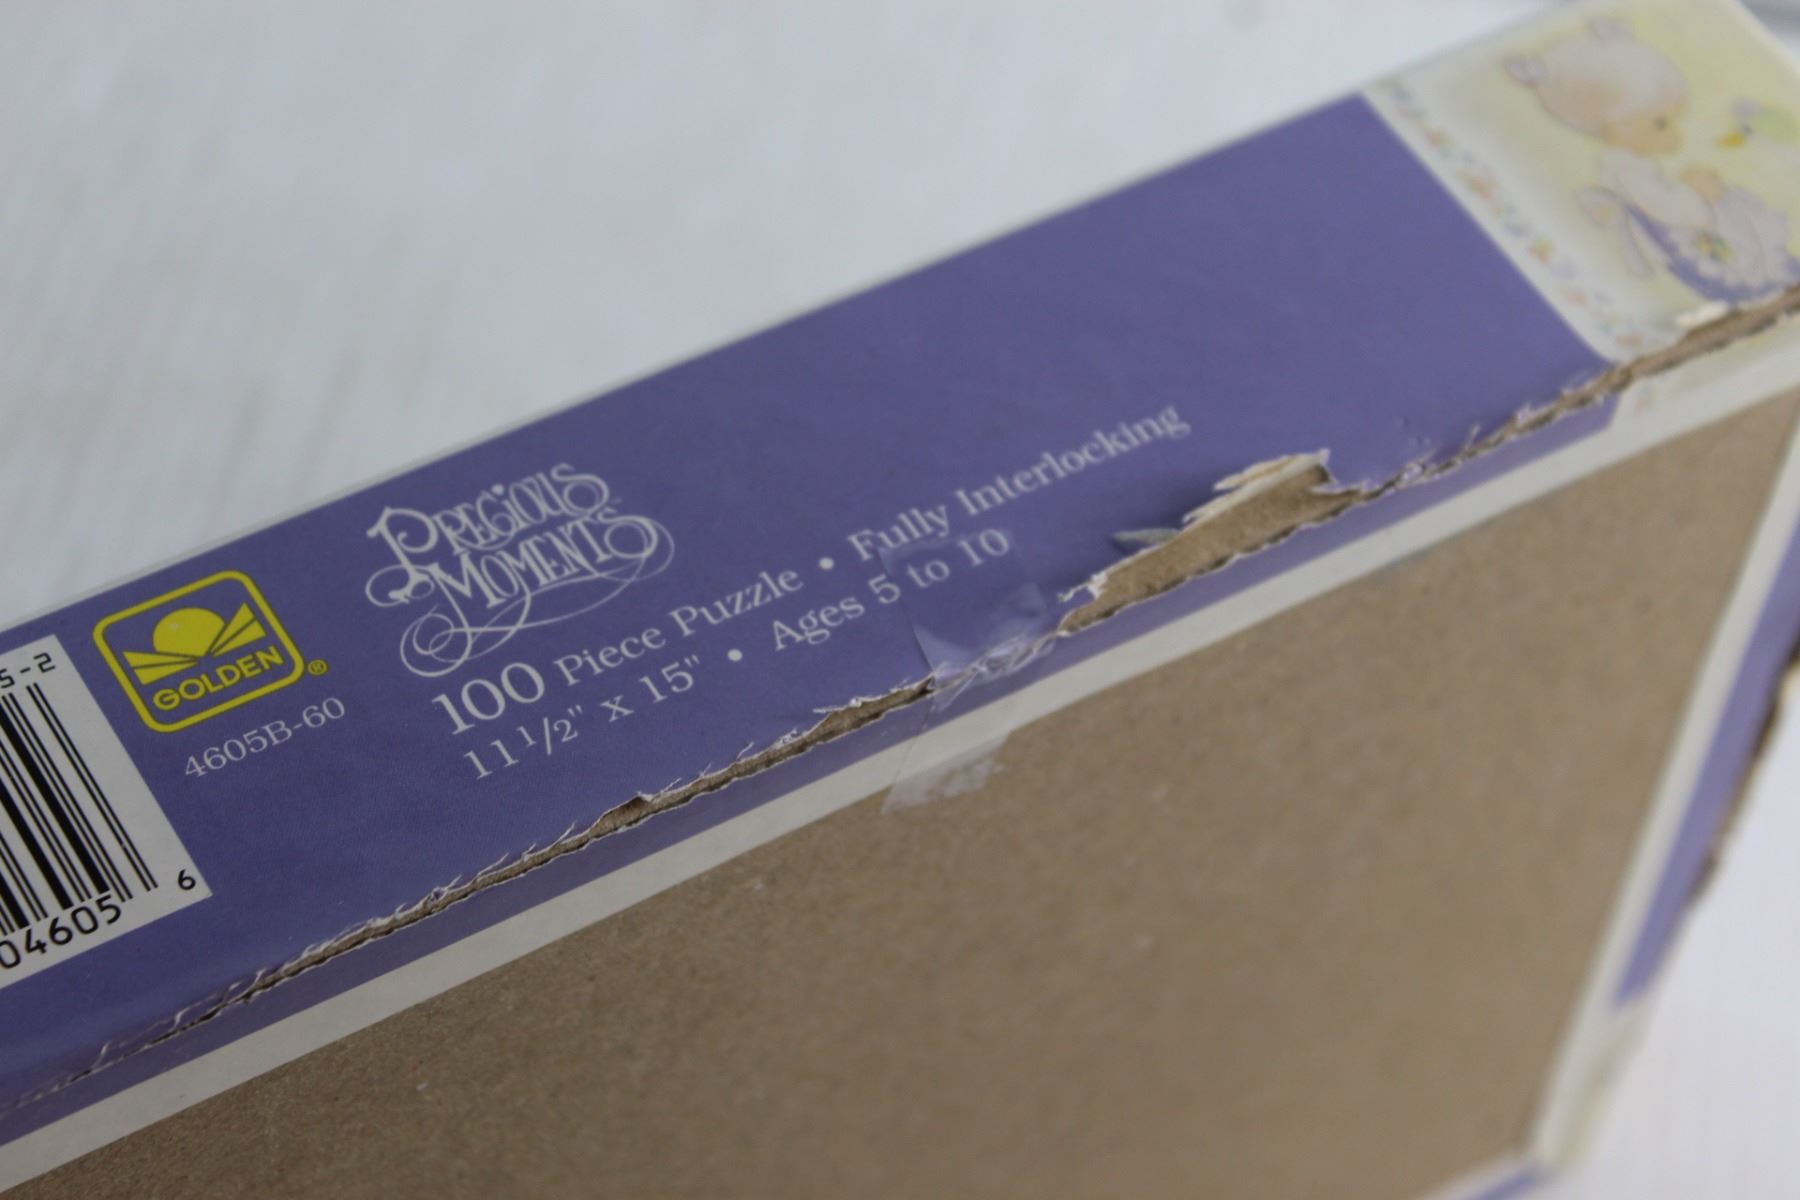 PRECIOUS
MOMENTS™
GOLDEN®
4605B-60
100 Piece Puzzle • Fully Interlocking
11 1/2" x 15" • Ages 5 to 10
5-2
04605 6